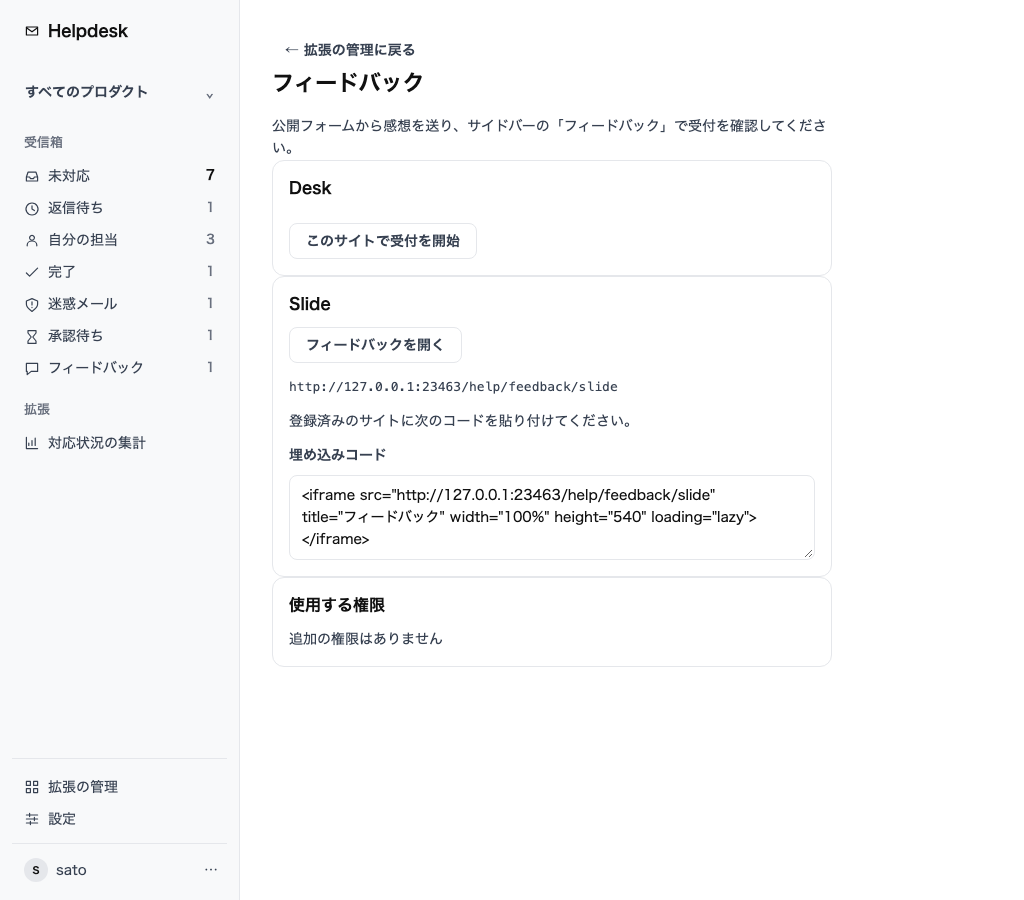 Helpdesk
すべてのプロダクト
受信箱
未対応 7
返信待ち 1
自分の担当 3
完了 1
迷惑メール 1
承認待ち 1
フィードバック 1
拡張
対応状況の集計
拡張の管理
設定
S sato ...
← 拡張の管理に戻る
フィードバック
公開フォームから感想を送り、サイドバーの「フィードバック」で受付を確認してくださ
い。
Desk
このサイトで受付を開始
Slide
フィードバックを開く
http://127.0.0.1:23463/help/feedback/slide
登録済みのサイトに次のコードを貼り付けてください。
埋め込みコード
<iframe src="http://127.0.0.1:23463/help/feedback/slide"
title="フィードバック" width="100%" height="540" loading="lazy">
</iframe>
使用する権限
追加の権限はありません